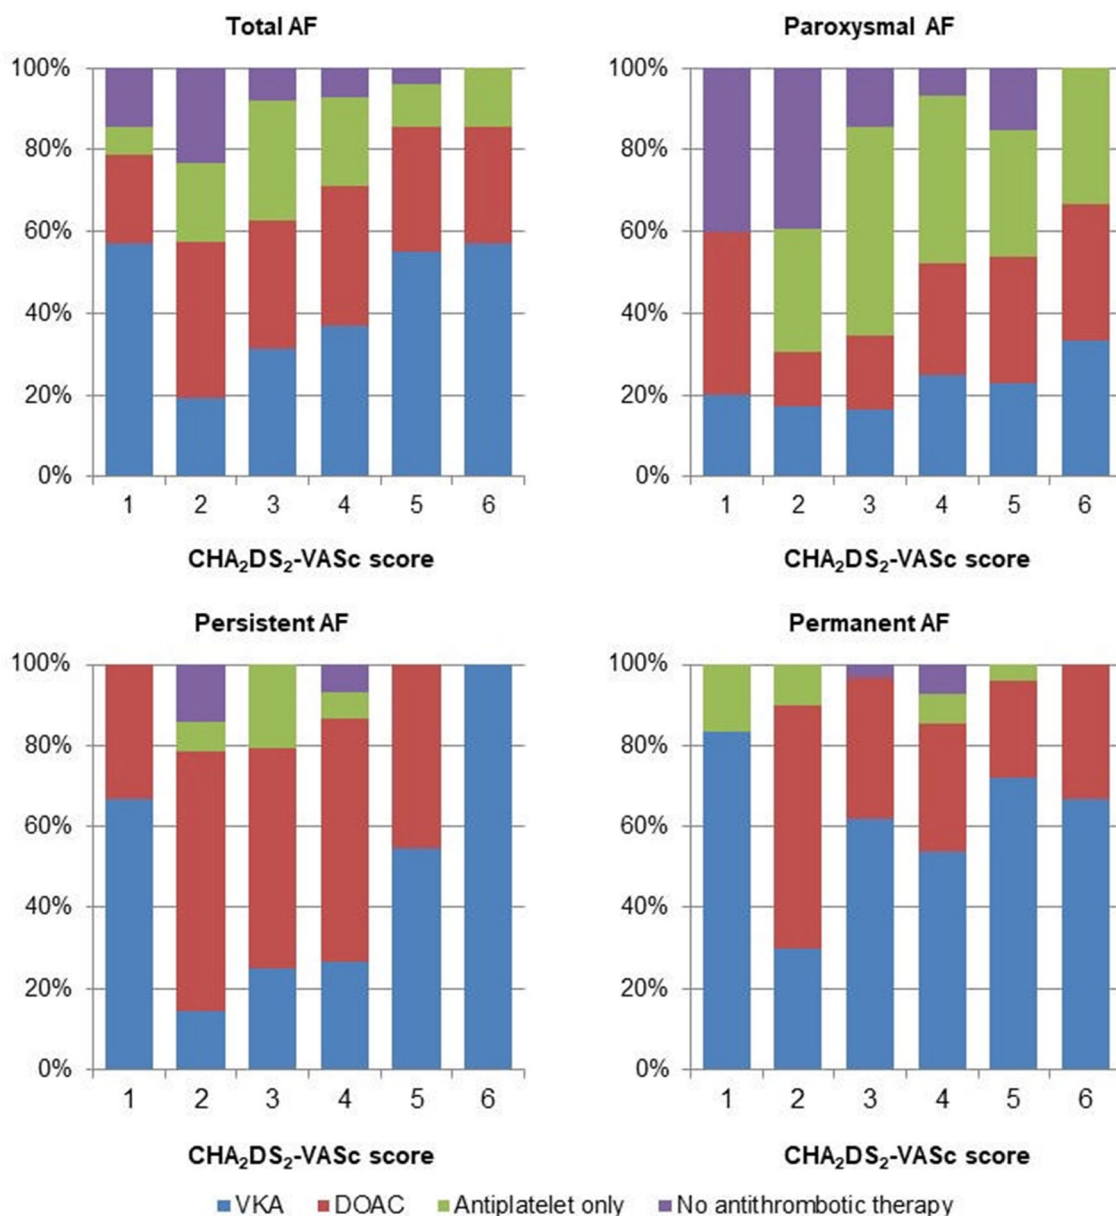 Total AF
100%
80%
60%
40%
20%
0%
1 2 3 4 5 6
CHA₂DS₂-VASc score
Paroxysmal AF
100%
80%
60%
40%
20%
0%
1 2 3 4 5 6
CHA₂DS₂-VASc score
Persistent AF
100%
80%
60%
40%
20%
0%
1 2 3 4 5 6
CHA₂DS₂-VASc score
Permanent AF
100%
80%
60%
40%
20%
0%
1 2 3 4 5 6
CHA₂DS₂-VASc score
VKA DOAC Antiplatelet only No antithrombotic therapy